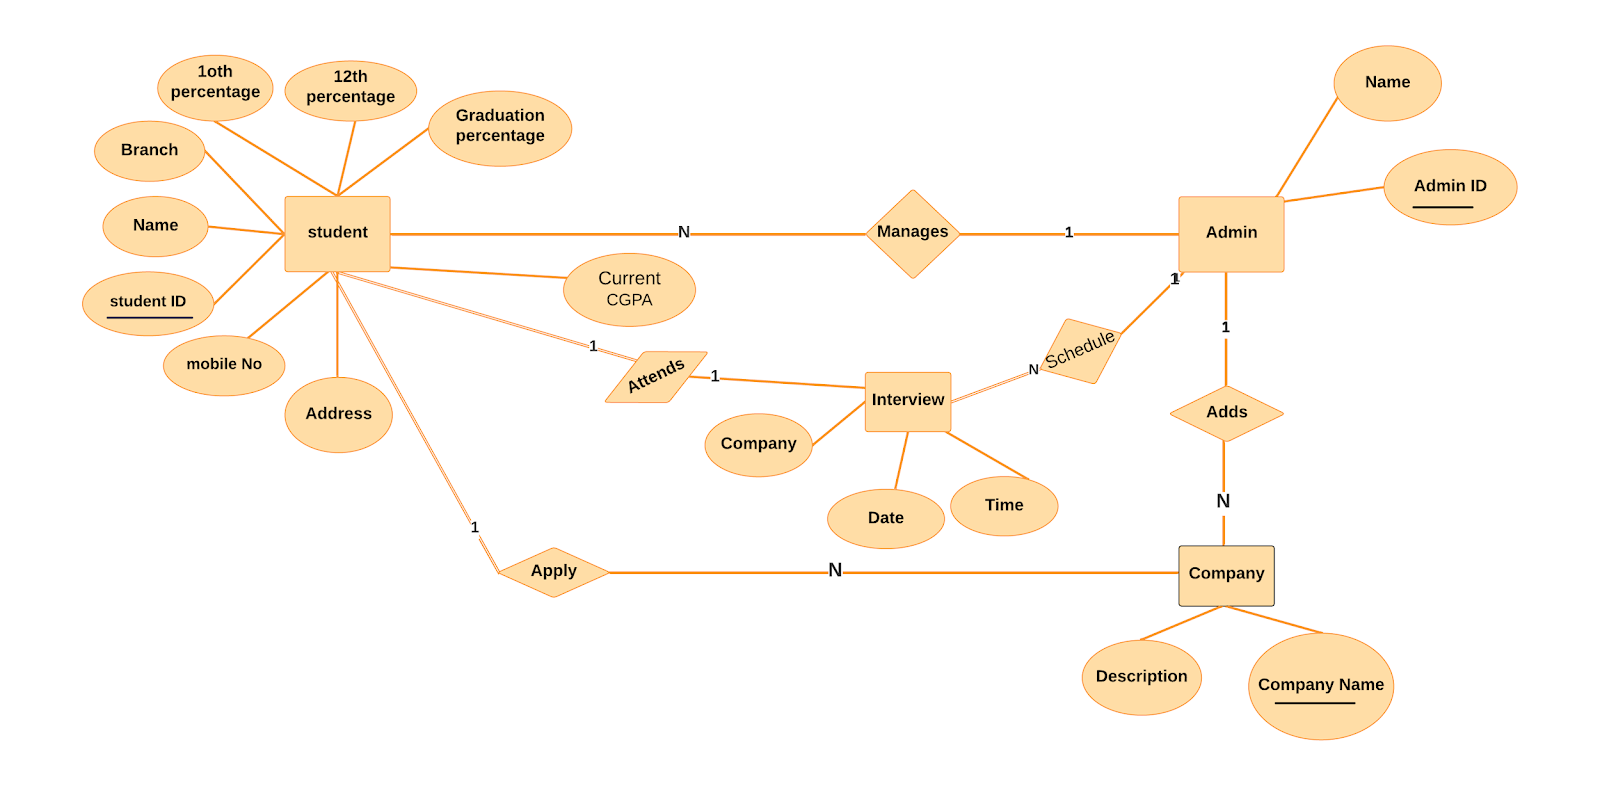 1oth
percentage
12th
percentage
Graduation
percentage
Name
Branch
Admin ID
Name
student
N
Manages
1
Admin
Current
CGPA
1
student ID
1
Schedule
1
mobile No
Attends
1
N
Interview
Address
Adds
Company
N
Date
Time
1
Apply
N
Company
Description
Company Name